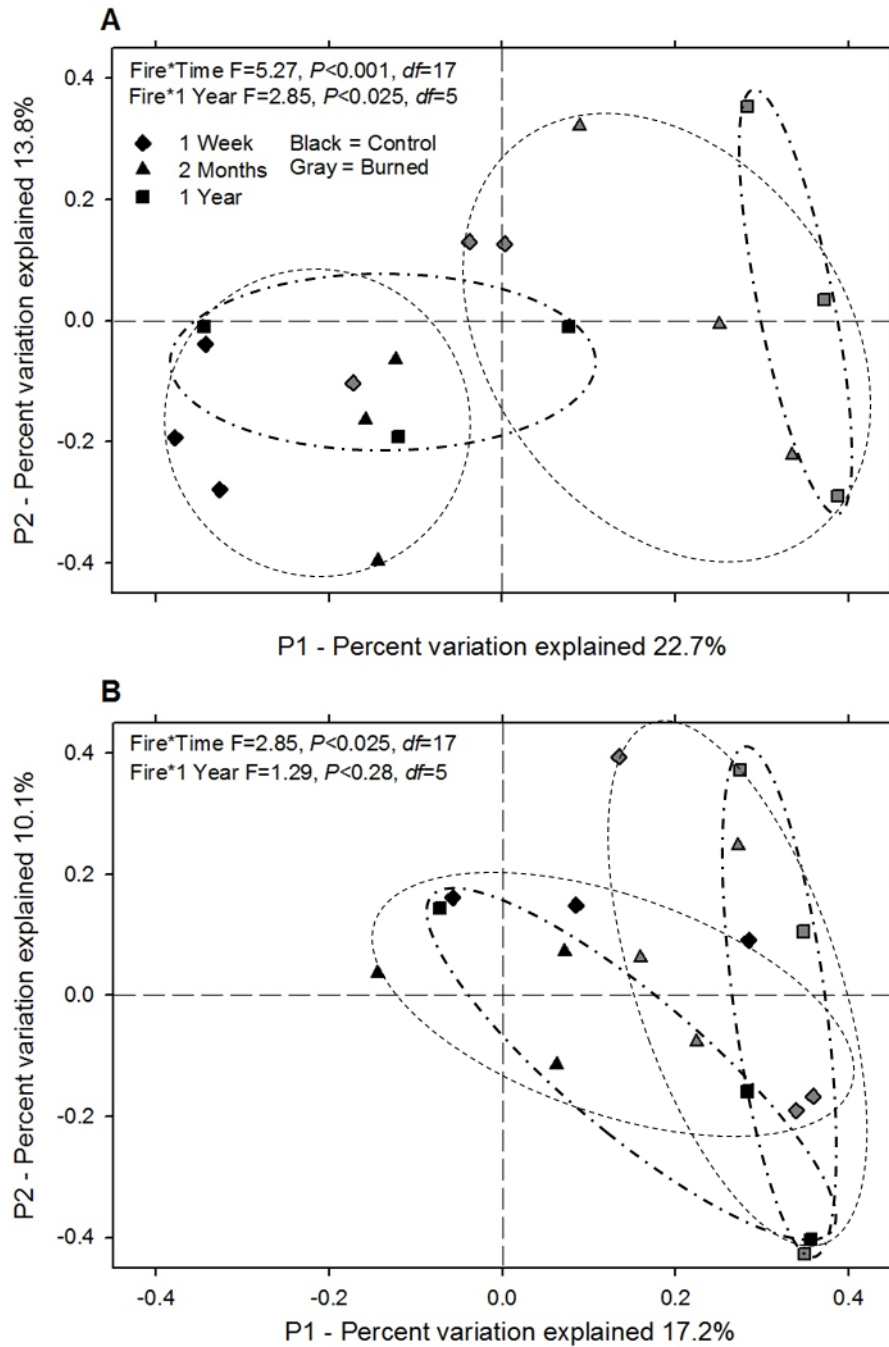 A
Fire*Time F=5.27, P<0.001, df=17
Fire*1 Year F=2.85, P<0.025, df=5
1 Week Black = Control
2 Months Gray = Burned
1 Year
0.4
0.2
0.0
-0.2
-0.4
P2 - Percent variation explained 13.8%
P1 - Percent variation explained 22.7%
B
Fire*Time F=2.85, P<0.025, df=17
Fire*1 Year F=1.29, P<0.28, df=5
0.4
0.2
0.0
-0.2
-0.4
P2 - Percent variation explained 10.1%
-0.4 -0.2 0.0 0.2 0.4
P1 - Percent variation explained 17.2%